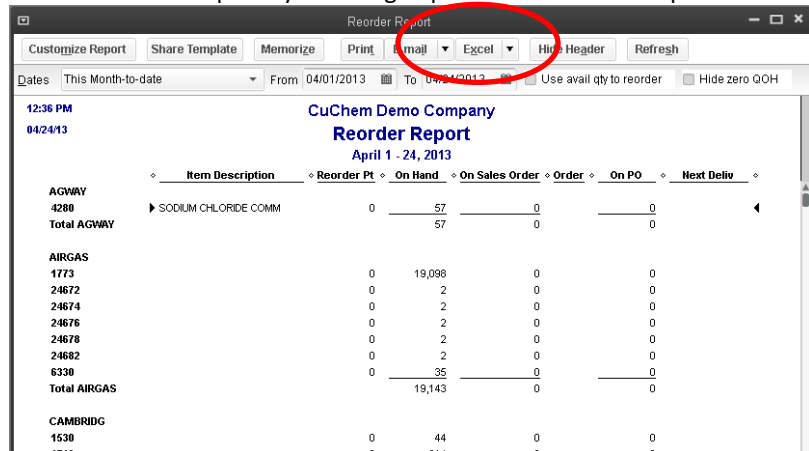 Reorder Report
Customize Report Share Template Memorize Print E-mail Excel Hide Header Refresh
Dates This Month-to-date From 04/01/2013 To 04/24/2013 Use avail qty to reorder Hide zero QOH
12:36 PM CuChem Demo Company
04/24/13 Reorder Report
April 1 - 24, 2013
Item Description Reorder Pt On Hand On Sales Order Order On PO Next Deliv
AGWAY
4280 SODIUM CHLORIDE COMM 0 57 0 0
Total AGWAY 57 0 0
AIRGAS
1773 0 19,098 0 0
24672 0 2 0 0
24674 0 2 0 0
24676 0 2 0 0
24678 0 2 0 0
24682 0 2 0 0
6330 0 35 0 0
Total AIRGAS 19,143 0 0
CAMBRIDG
1530 0 44 0 0